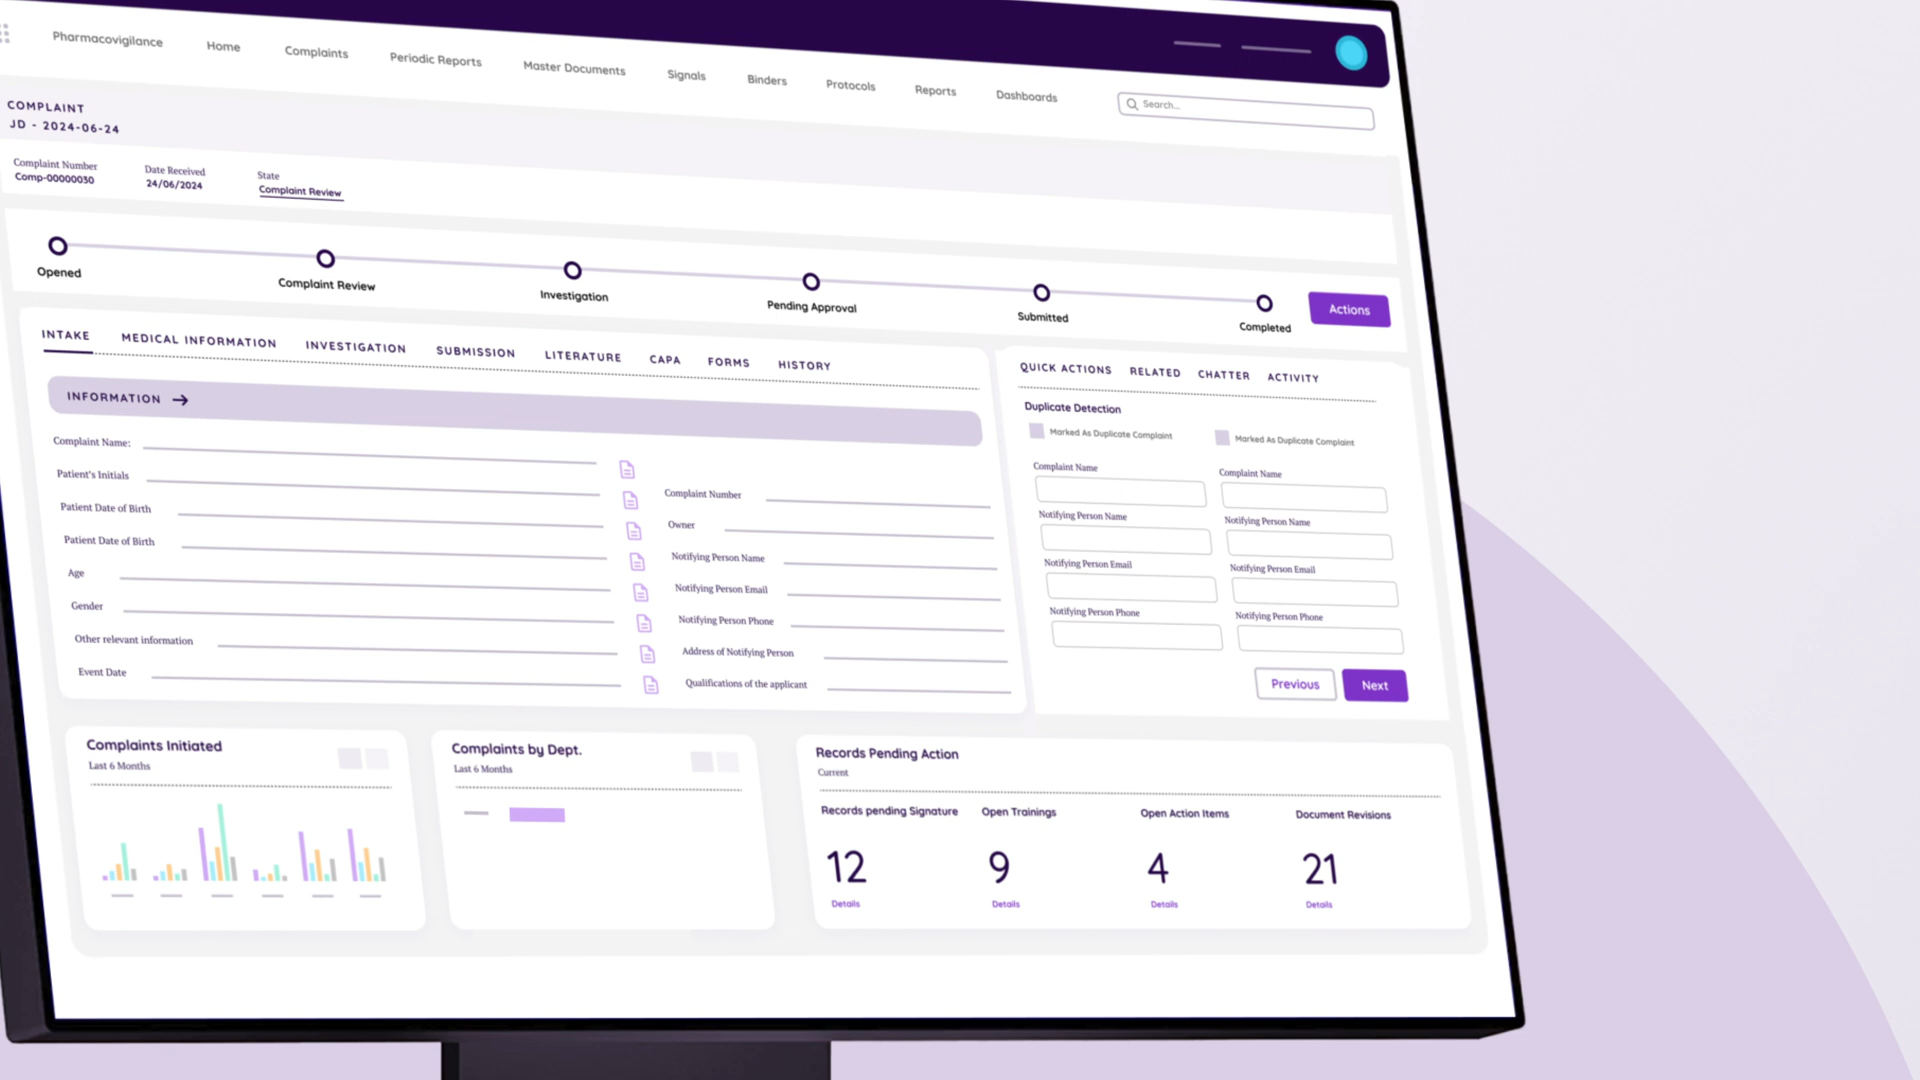 Pharmacovigilance Home Complaints Periodic Reports Master Documents Signals Binders Protocols Reports Dashboards
Search...
COMPLAINT
JD - 2024-06-24
Complaint Number Date Received State
Comp-00000030 24/06/2024 Complaint Review
Opened Complaint Review Investigation Pending Approval Submitted Completed
Actions
INTAKE MEDICAL INFORMATION INVESTIGATION SUBMISSION LITERATURE CAPA FORMS HISTORY
INFORMATION →
Complaint Name:
Patient's Initials
Patient Date of Birth
Patient Date of Birth
Age
Gender
Other relevant information
Event Date
Complaint Number
Owner
Notifying Person Name
Notifying Person Email
Notifying Person Phone
Address of Notifying Person
Qualifications of the applicant
QUICK ACTIONS RELATED CHATTER ACTIVITY
Duplicate Detection
Marked As Duplicate Complaint Marked As Duplicate Complaint
Complaint Name Complaint Name
Notifying Person Name Notifying Person Name
Notifying Person Email Notifying Person Email
Notifying Person Phone Notifying Person Phone
Previous Next
Complaints Initiated
Last 6 Months
Complaints by Dept.
Last 6 Months
Records Pending Action
Current
Records pending Signature Open Trainings Open Action Items Document Revisions
12 9 4 21
Details Details Details Details